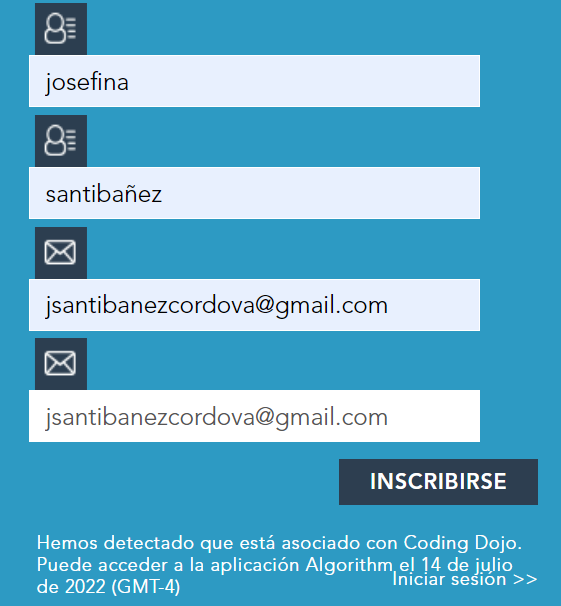 josefina
santibañez
jsantibanezcordova@gmail.com
jsantibanezcordova@gmail.com
INSCRIBIRSE
Hemos detectado que está asociado con Coding Dojo.
Puede acceder a la aplicación Algorithm el 14 de julio
de 2022 (GMT-4)
Iniciar sesión >>